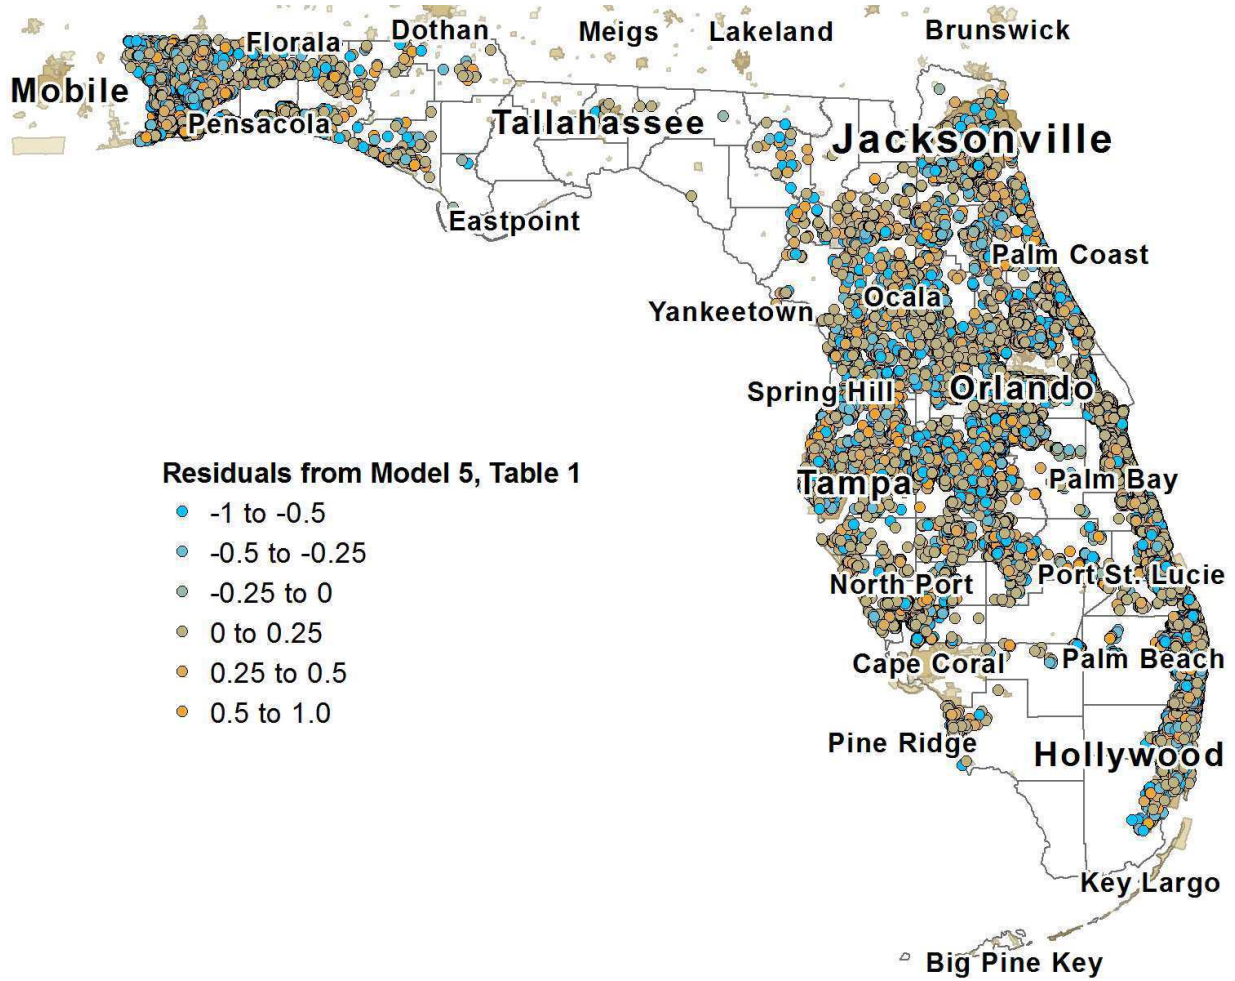 Dothan
Meigs
Lakeland
Brunswick
Florala
Mobile
Pensacola
Tallahassee
Jacksonville
Eastpoint
Palm Coast
Ocala
Yankeetown
Spring Hill
Orlando
Residuals from Model 5, Table 1
-1 to -0.5
-0.5 to -0.25
-0.25 to 0
0 to 0.25
0.25 to 0.5
0.5 to 1.0
Tampa
Palm Bay
North Port
Port St. Lucie
Cape Coral
Palm Beach
Pine Ridge
Hollywood
Key Largo
Big Pine Key